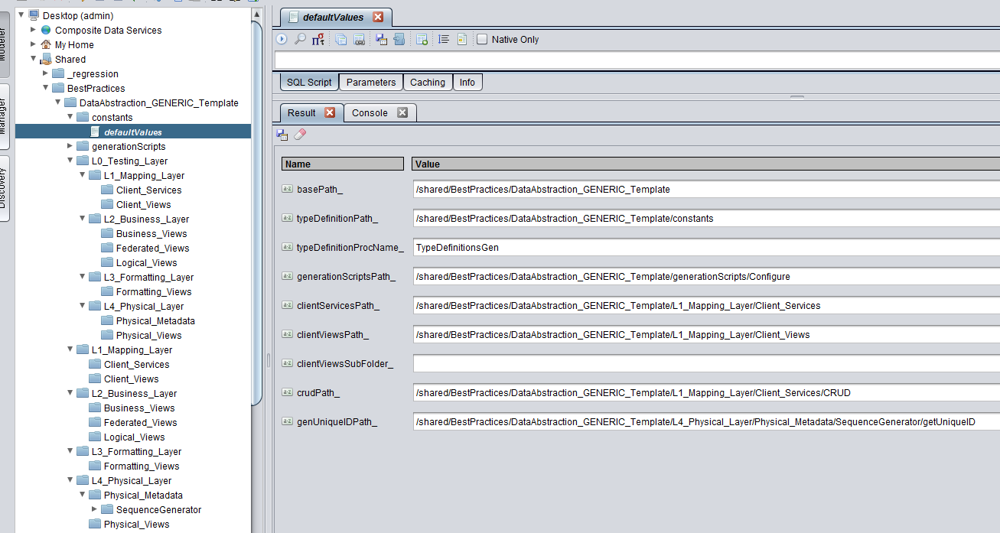 Modeler
Manager
Discovery
Desktop (admin)
Composite Data Services
My Home
Shared
_regression
BestPractices
DataAbstraction_GENERIC_Template
constants
defaultValues
generationScripts
L0_Testing_Layer
L1_Mapping_Layer
Client_Services
Client_Views
L2_Business_Layer
Business_Views
Federated_Views
Logical_Views
L3_Formatting_Layer
Formatting_Views
L4_Physical_Layer
Physical_Metadata
Physical_Views
L1_Mapping_Layer
Client_Services
Client_Views
L2_Business_Layer
Business_Views
Federated_Views
Logical_Views
L3_Formatting_Layer
Formatting_Views
L4_Physical_Layer
Physical_Metadata
SequenceGenerator
Physical_Views
defaultValues
Native Only
SQL Script Parameters Caching Info
Result Console
Name Value
basePath_ /shared/BestPractices/DataAbstraction_GENERIC_Template
typeDefinitionPath_ /shared/BestPractices/DataAbstraction_GENERIC_Template/constants
typeDefinitionProcName_ TypeDefinitionsGen
generationScriptsPath_ /shared/BestPractices/DataAbstraction_GENERIC_Template/generationScripts/Configure
clientServicesPath_ /shared/BestPractices/DataAbstraction_GENERIC_Template/L1_Mapping_Layer/Client_Services
clientViewsPath_ /shared/BestPractices/DataAbstraction_GENERIC_Template/L1_Mapping_Layer/Client_Views
clientViewsSubFolder_
crudPath_ /shared/BestPractices/DataAbstraction_GENERIC_Template/L1_Mapping_Layer/Client_Services/CRUD
genUniqueIDPath_ /shared/BestPractices/DataAbstraction_GENERIC_Template/L4_Physical_Layer/Physical_Metadata/SequenceGenerator/getUniqueID